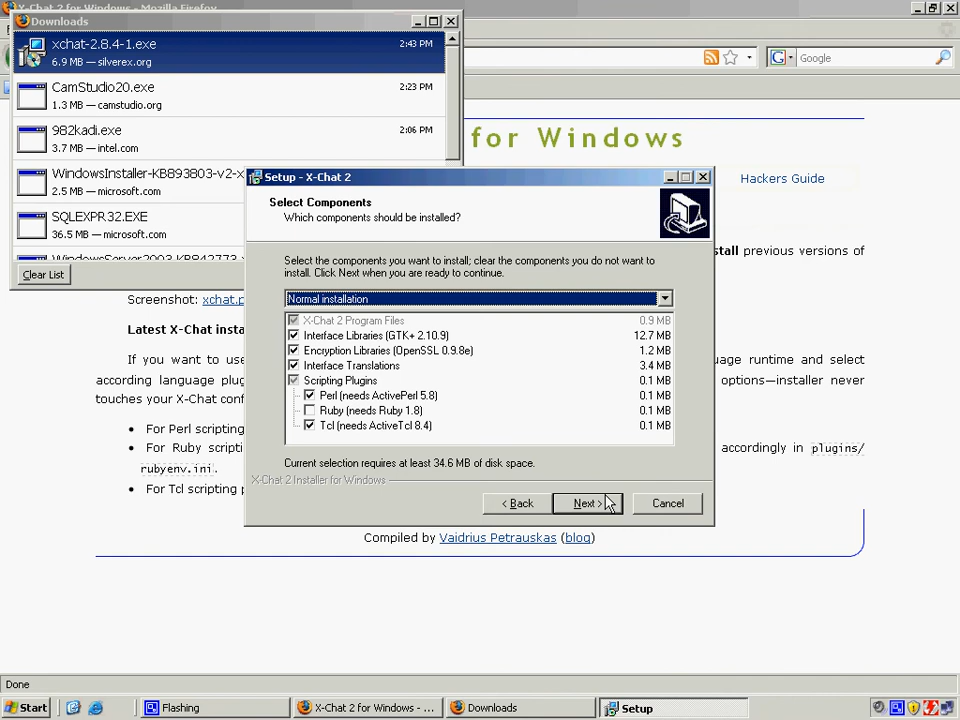 X-Chat 2 for Windows - Mozilla Firefox
Downloads
xchat-2.8.4-1.exe
2:43 PM
6.9 MB — silverex.org
CamStudio20.exe
2:23 PM
1.3 MB — camstudio.org
982kadi.exe
2:06 PM
3.7 MB — intel.com
WindowsInstaller-KB893803-v2-x
2.5 MB — microsoft.com
SQLEXPR32.EXE
36.5 MB — microsoft.com
WindowsServer2003-KB842773-
Clear List
Google
for Windows
Hackers Guide
stall previous versions of
Screenshot: xchat.p
Latest X-Chat insta
If you want to use
uage runtime and select
according language plug
options—installer never
touches your X-Chat conf
For Perl scripting
For Ruby scripti
accordingly in plugins/
rubyenv.ini.
For Tcl scripting p
Setup - X-Chat 2
Select Components
Which components should be installed?
Select the components you want to install; clear the components you do not want to
install. Click Next when you are ready to continue.
Normal installation
X-Chat 2 Program Files 0.9 MB
Interface Libraries (GTK+ 2.10.9) 12.7 MB
Encryption Libraries (OpenSSL 0.9.8e) 1.2 MB
Interface Translations 3.4 MB
Scripting Plugins 0.1 MB
Perl (needs ActivePerl 5.8) 0.1 MB
Ruby (needs Ruby 1.8) 0.1 MB
Tcl (needs ActiveTcl 8.4) 0.1 MB
Current selection requires at least 34.6 MB of disk space.
X-Chat 2 Installer for Windows
< Back
Next >
Cancel
Compiled by Vaidrius Petrauskas (blog)
Done
Start
Flashing
X-Chat 2 for Windows - ...
Downloads
Setup